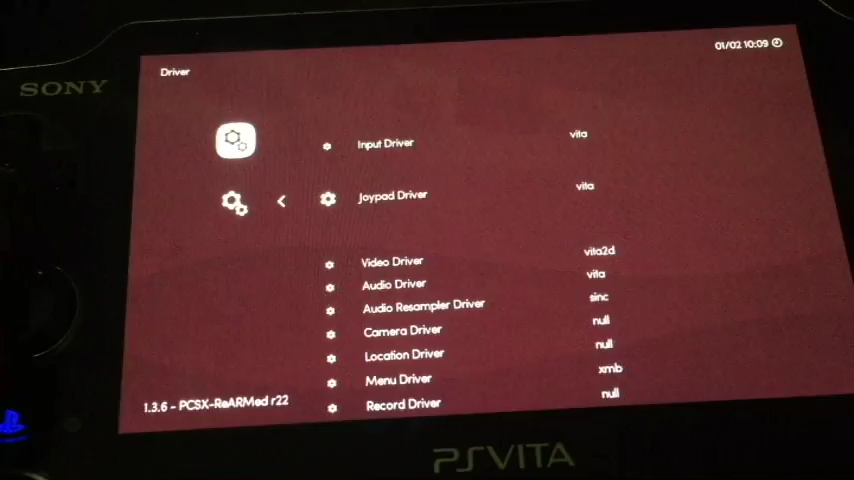 SONY
Driver
01/02 10:09
Input Driver vita
Joypad Driver vita
Video Driver vita2d
Audio Driver vita
Audio Resampler Driver sinc
Camera Driver null
Location Driver null
Menu Driver xmb
Record Driver null
1.3.6 - PCSX-ReARMed r22
PSVITA